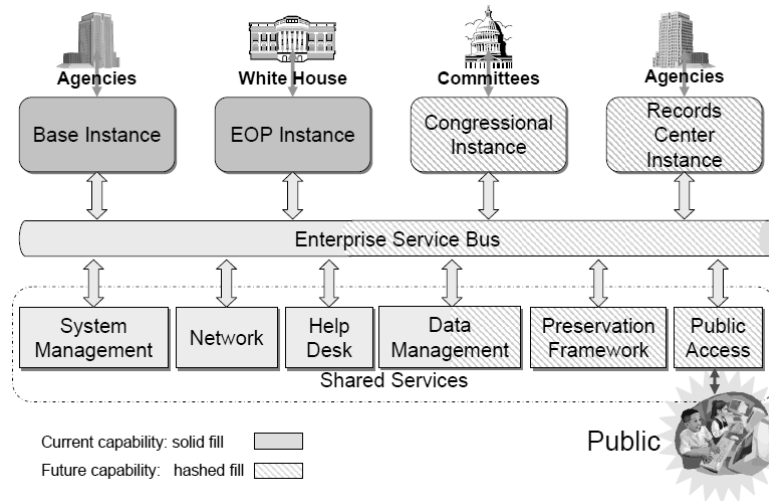 Agencies
White House
Committees
Agencies
Base Instance
EOP Instance
Congressional
Instance
Records
Center
Instance
Enterprise Service Bus
System
Management
Network
Help
Desk
Data
Management
Preservation
Framework
Public
Access
Shared Services
Public
Current capability: solid fill
Future capability: hashed fill